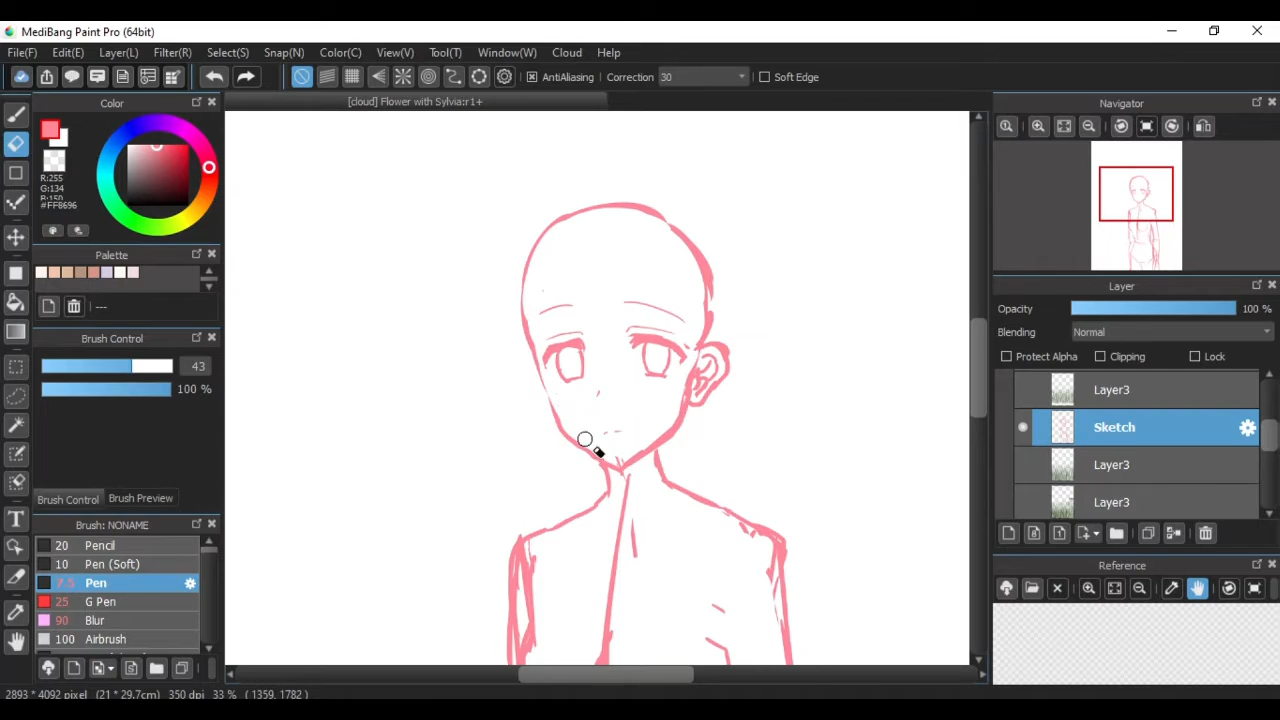 MediBang Paint Pro (64bit)
File(F) Edit(E) Layer(L) Filter(R) Select(S) Snap(N) Color(C) View(V) Tool(T) Window(W) Cloud Help
AntiAliasing Correction 30 Soft Edge
[cloud] Flower with Sylvia:r1+
Color
R:255
G:134
B:150
#FF8696
Palette
---
Brush Control
43
100 %
Brush Control Brush Preview
Brush: NONAME
20 Pencil
10 Pen (Soft)
7.5 Pen
25 G Pen
90 Blur
100 Airbrush
2893 * 4092 pixel (21 * 29.7cm) 350 dpi 33 % ( 1359, 1782 )
Navigator
Layer
Opacity 100 %
Blending Normal
Protect Alpha Clipping Lock
Layer3
Sketch
Layer3
Layer3
Reference